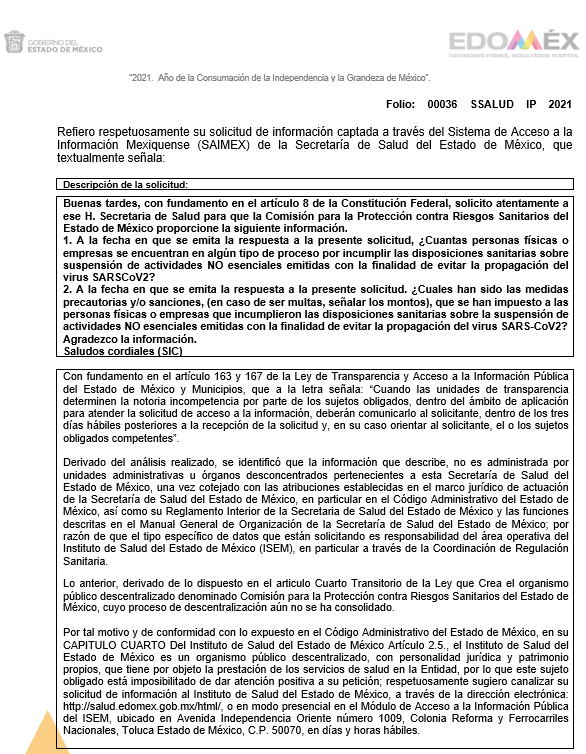 GOBIERNO DEL
ESTADO DE MÉXICO
EDOMÉX
DECISIONES FIRMES, RESULTADOS FUERTES.
"2021. Año de la Consumación de la Independencia y la Grandeza de México".
Folio: 00036 SSALUD IP 2021
Refiero respetuosamente su solicitud de información captada a través del Sistema de Acceso a la
Información Mexiquense (SAIMEX) de la Secretaría de Salud del Estado de México, que
textualmente señala:
Descripción de la solicitud:
Buenas tardes, con fundamento en el artículo 8 de la Constitución Federal, solicito atentamente a
ese H. Secretaria de Salud para que la Comisión para la Protección contra Riesgos Sanitarios del
Estado de México proporcione la siguiente información.
1. A la fecha en que se emita la respuesta a la presente solicitud, ¿Cuantas personas físicas o
empresas se encuentran en algún tipo de proceso por incumplir las disposiciones sanitarias sobre
suspensión de actividades NO esenciales emitidas con la finalidad de evitar la propagación del
virus SARSCoV2?
2. A la fecha en que se emita la respuesta a la presente solicitud. ¿Cuales han sido las medidas
precautorias y/o sanciones, (en caso de ser multas, señalar los montos), que se han impuesto a las
personas físicas o empresas que incumplieron las disposiciones sanitarias sobre la suspensión de
actividades NO esenciales emitidas con la finalidad de evitar la propagación del virus SARS-CoV2?
Agradezco la información.
Saludos cordiales (SIC)
Con fundamento en el artículo 163 y 167 de la Ley de Transparencia y Acceso a la Información Pública
del Estado de México y Municipios, que a la letra señala: “Cuando las unidades de transparencia
determinen la notoria incompetencia por parte de los sujetos obligados, dentro del ámbito de aplicación
para atender la solicitud de acceso a la información, deberán comunicarlo al solicitante, dentro de los tres
días hábiles posteriores a la recepción de la solicitud y, en su caso orientar al solicitante, el o los sujetos
obligados competentes”.
Derivado del análisis realizado, se identificó que la información que describe, no es administrada por
unidades administrativas u órganos desconcentrados pertenecientes a esta Secretaría de Salud del
Estado de México, una vez cotejado con las atribuciones establecidas en el marco jurídico de actuación
de la Secretaría de Salud del Estado de México, en particular en el Código Administrativo del Estado de
México, así como su Reglamento Interior de la Secretaria de Salud del Estado de México y las funciones
descritas en el Manual General de Organización de la Secretaría de Salud del Estado de México; por
razón de que el tipo específico de datos que están solicitando es responsabilidad del área operativa del
Instituto de Salud del Estado de México (ISEM), en particular a través de la Coordinación de Regulación
Sanitaria.
Lo anterior, derivado de lo dispuesto en el articulo Cuarto Transitorio de la Ley que Crea el organismo
público descentralizado denominado Comisión para la Protección contra Riesgos Sanitarios del Estado de
México, cuyo proceso de descentralización aún no se ha consolidado.
Por tal motivo y de conformidad con lo expuesto en el Código Administrativo del Estado de México, en su
CAPITULO CUARTO Del Instituto de Salud del Estado de México Artículo 2.5., el Instituto de Salud del
Estado de México es un organismo público descentralizado, con personalidad jurídica y patrimonio
propios, que tiene por objeto la prestación de los servicios de salud en la Entidad, por lo que este sujeto
obligado está imposibilitado de dar atención positiva a su petición; respetuosamente sugiero canalizar su
solicitud de información al Instituto de Salud del Estado de México, a través de la dirección electrónica:
http://salud.edomex.gob.mx/html/, o en modo presencial en el Módulo de Acceso a la Información Pública
del ISEM, ubicado en Avenida Independencia Oriente número 1009, Colonia Reforma y Ferrocarriles
Nacionales, Toluca Estado de México, C.P. 50070, en días y horas hábiles.